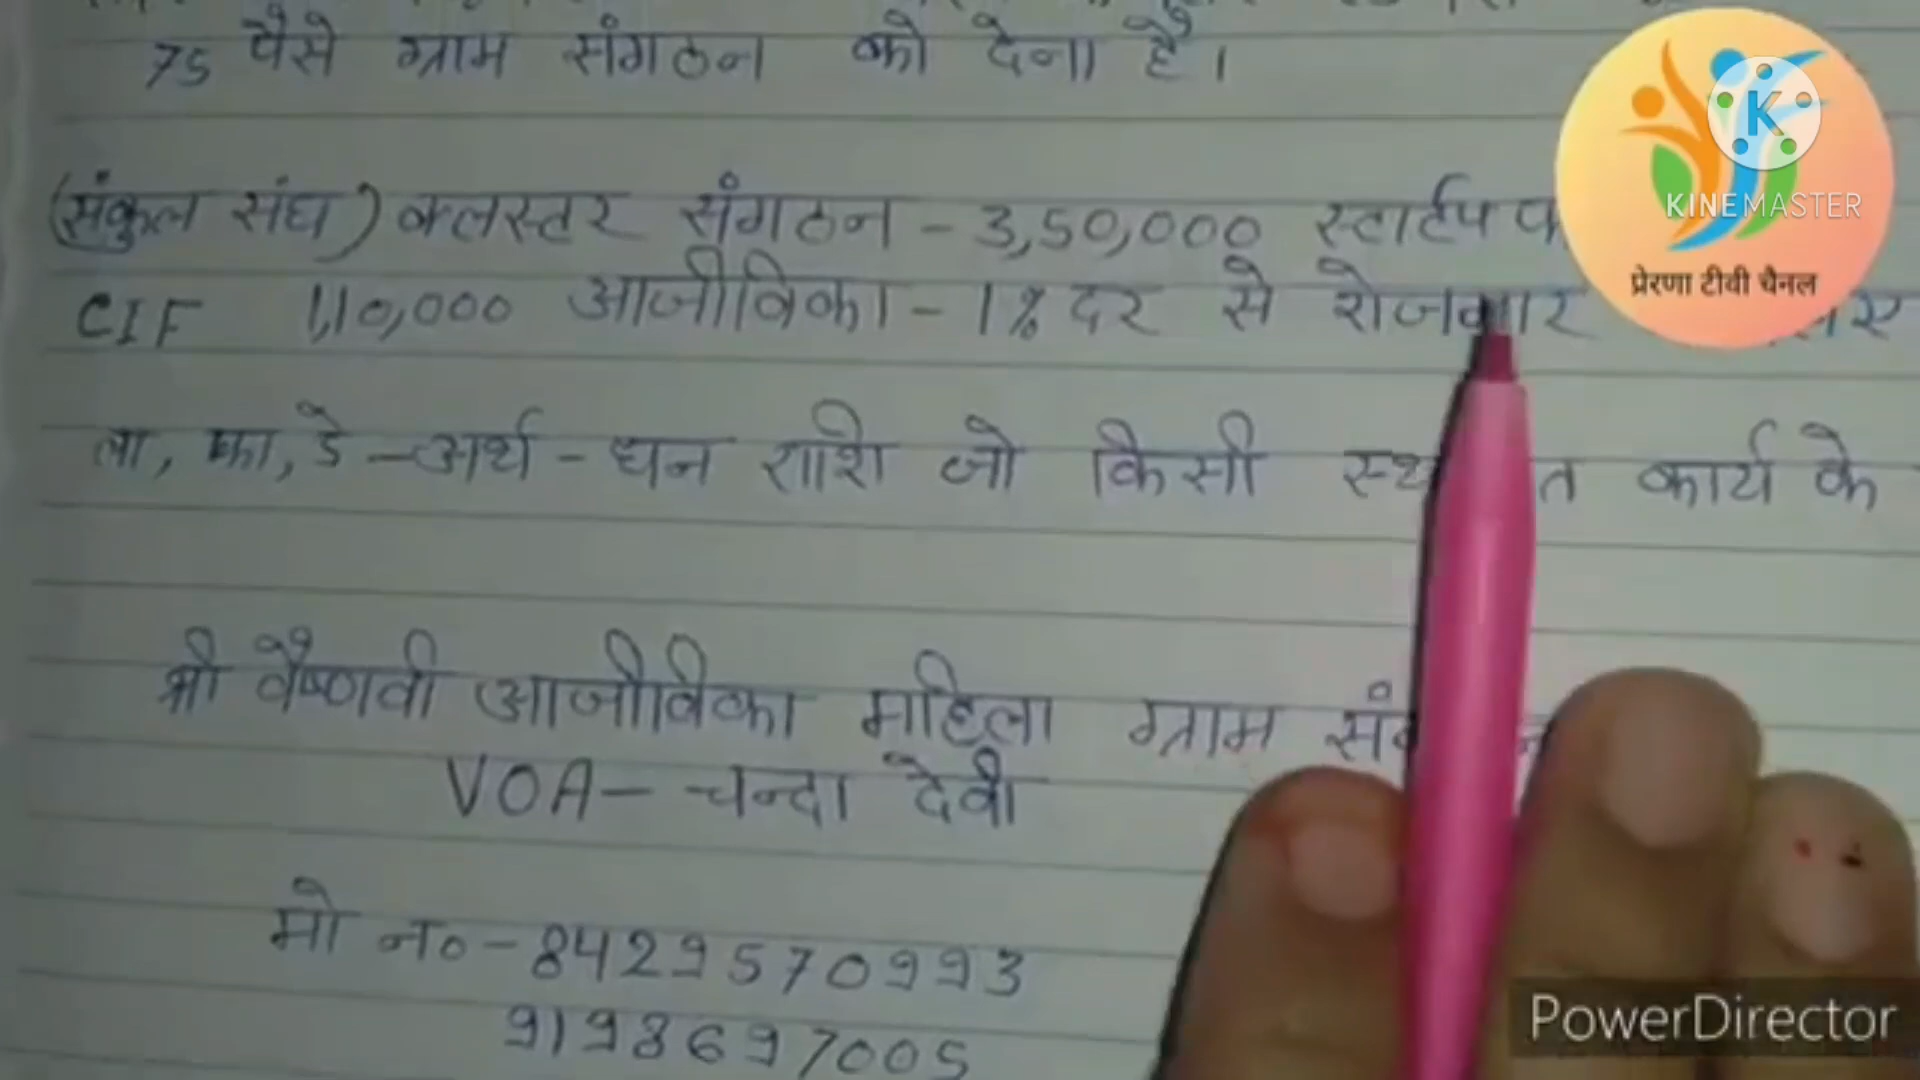 75 पैसे ग्राम संगठन को देना है।
(संकुल संघ) क्लस्टर संगठन - 3,50,000 स्टार्टप
CIF 1,10,000 आजीविका - 1% दर से रोजगार
ला, फा, डे - अर्थ - धन राशि जो किसी कार्य के
श्री वैष्णवी आजीविका महिला ग्राम
VOA - चन्दा देवी
मो न० - 8429570993
9198697005
K
KINEMASTER
प्रेरणा टीवी चैनल
PowerDirector